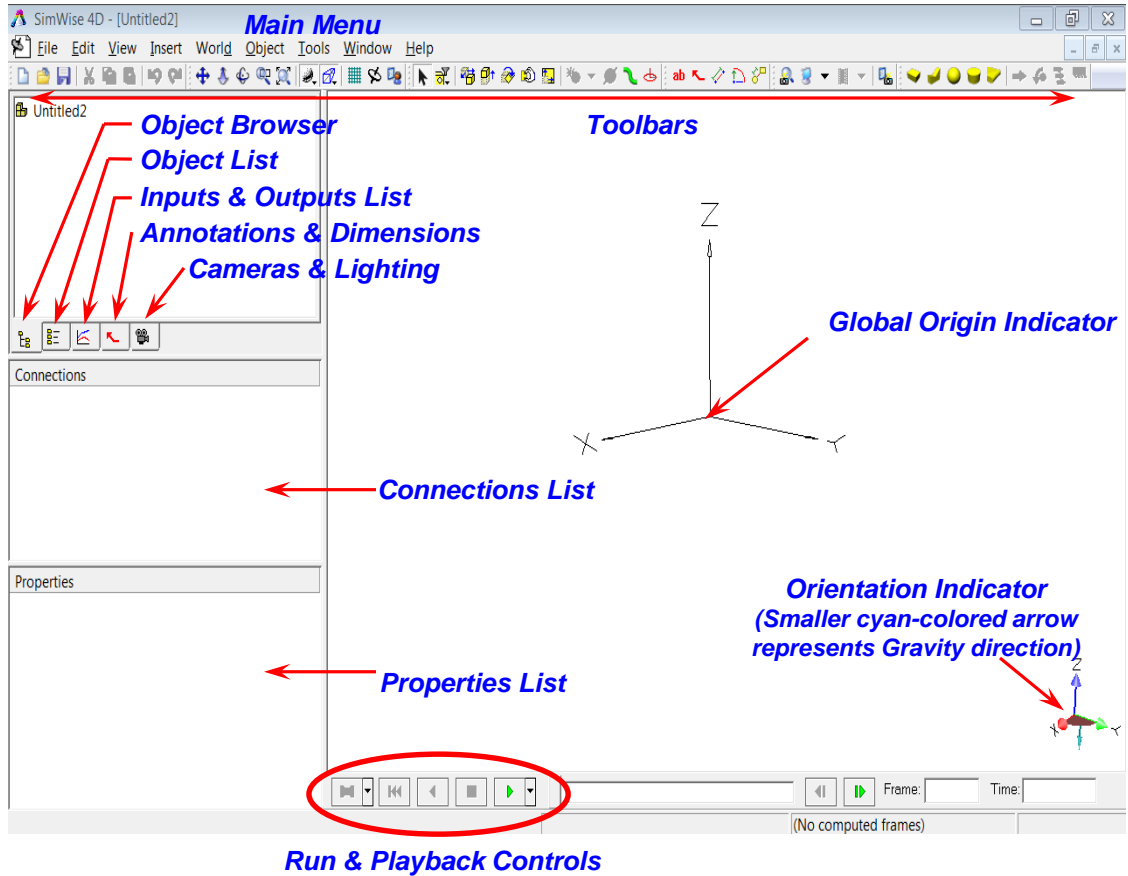 SimWise 4D - [Untitled2]
Main Menu
File Edit View Insert World Object Tools Window Help
ab
Untitled2
Toolbars
Object Browser
Object List
Inputs & Outputs List
Annotations & Dimensions
Cameras & Lighting
Z
Global Origin Indicator
X
Y
Connections
Connections List
Properties
Orientation Indicator
(Smaller cyan-colored arrow
represents Gravity direction)
Z
X
Y
Properties List
Frame:
Time:
(No computed frames)
Run & Playback Controls